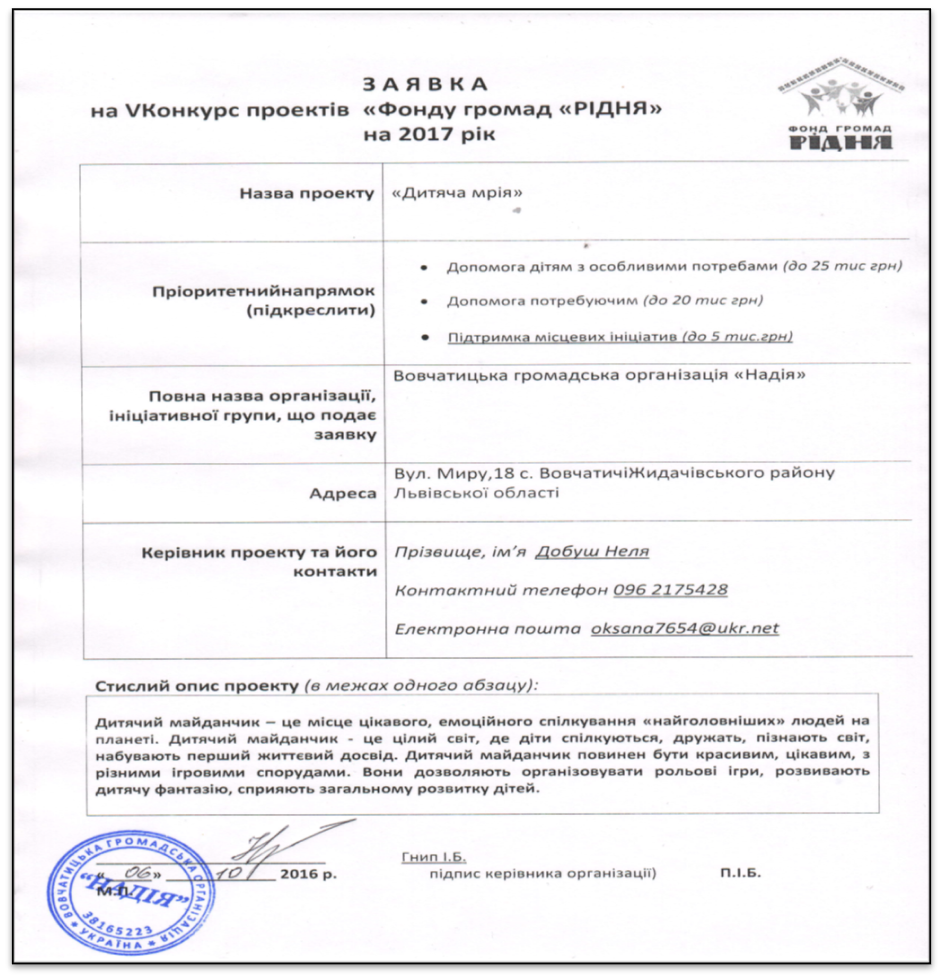 З А Я В К А
на VКонкурс проектів «Фонду громад «РІДНЯ»
на 2017 рік
ФОНД ГРОМАД
РІДНЯ
Назва проекту
«Дитяча мрія»
Пріоритетнийнапрямок
(підкреслити)
• Допомога дітям з особливими потребами (до 25 тис грн)
• Допомога потребуючим (до 20 тис грн)
• Підтримка місцевих ініціатив (до 5 тис.грн)
Повна назва організації,
ініціативної групи, що подає
заявку
Вовчатицька громадська організація «Надія»
Адреса
Вул. Миру,18 с. ВовчатичіЖидачівського району
Львівської області
Керівник проекту та його
контакти
Прізвище, ім’я Добуш Неля
Контактний телефон 096 2175428
Електронна пошта oksana7654@ukr.net
Стислий опис проекту (в межах одного абзацу):
Дитячий майданчик – це місце цікавого, емоційного спілкування «найголовніших» людей на
планеті. Дитячий майданчик - це цілий світ, де діти спілкуються, дружать, пізнають світ,
набувають перший життєвий досвід. Дитячий майданчик повинен бути красивим, цікавим, з
різними ігровими спорудами. Вони дозволяють організовувати рольові ігри, розвивають
дитячу фантазію, сприяють загальному розвитку дітей.
Гнип І.Б.
« 06 » 10 2016 р.
підпис керівника організації)
П.І.Б.
М.П.
ВОВЧАТИЦЬКА ГРОМАДСЬКА ОРГАНІЗАЦІЯ
“НАДІЯ”
38165223
* УКРАЇНА *